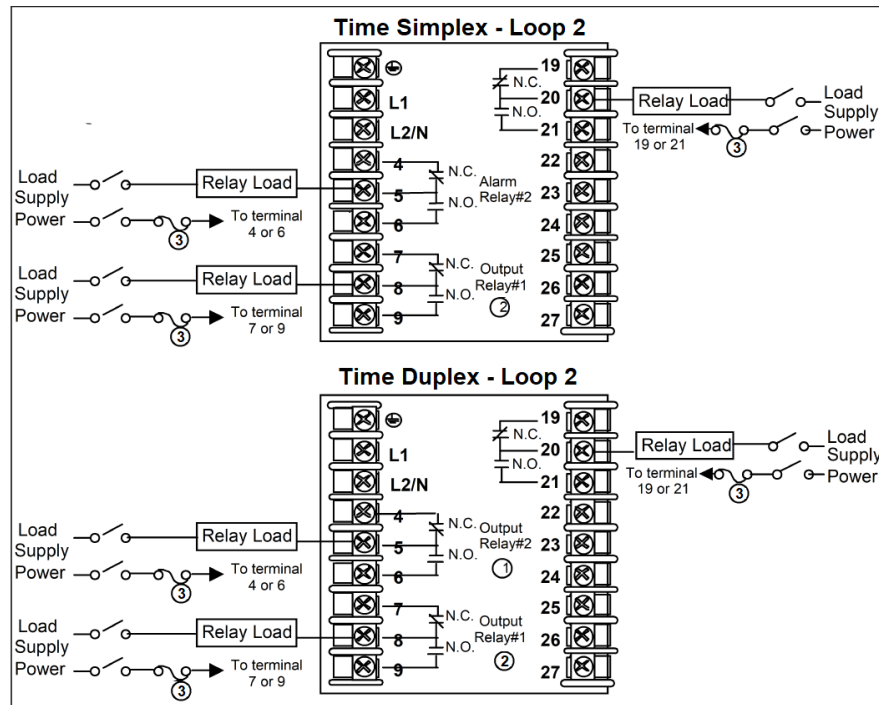 Time Simplex - Loop 2
L1
L2/N
4
5
6
7
8
9
N.C.
N.O.
Alarm
Relay#2
N.C.
N.O.
Output
Relay#1
2
19
20
21
22
23
24
25
26
27
N.C.
N.O.
Load
Supply
Power
Relay Load
3
To terminal
4 or 6
Load
Supply
Power
Relay Load
3
To terminal
7 or 9
Relay Load
Load
Supply
Power
To terminal
19 or 21
3
Time Duplex - Loop 2
L1
L2/N
4
5
6
7
8
9
N.C.
N.O.
Output
Relay#2
1
N.C.
N.O.
Output
Relay#1
2
19
20
21
22
23
24
25
26
27
N.C.
N.O.
Load
Supply
Power
Relay Load
3
To terminal
4 or 6
Load
Supply
Power
Relay Load
3
To terminal
7 or 9
Relay Load
Load
Supply
Power
To terminal
19 or 21
3